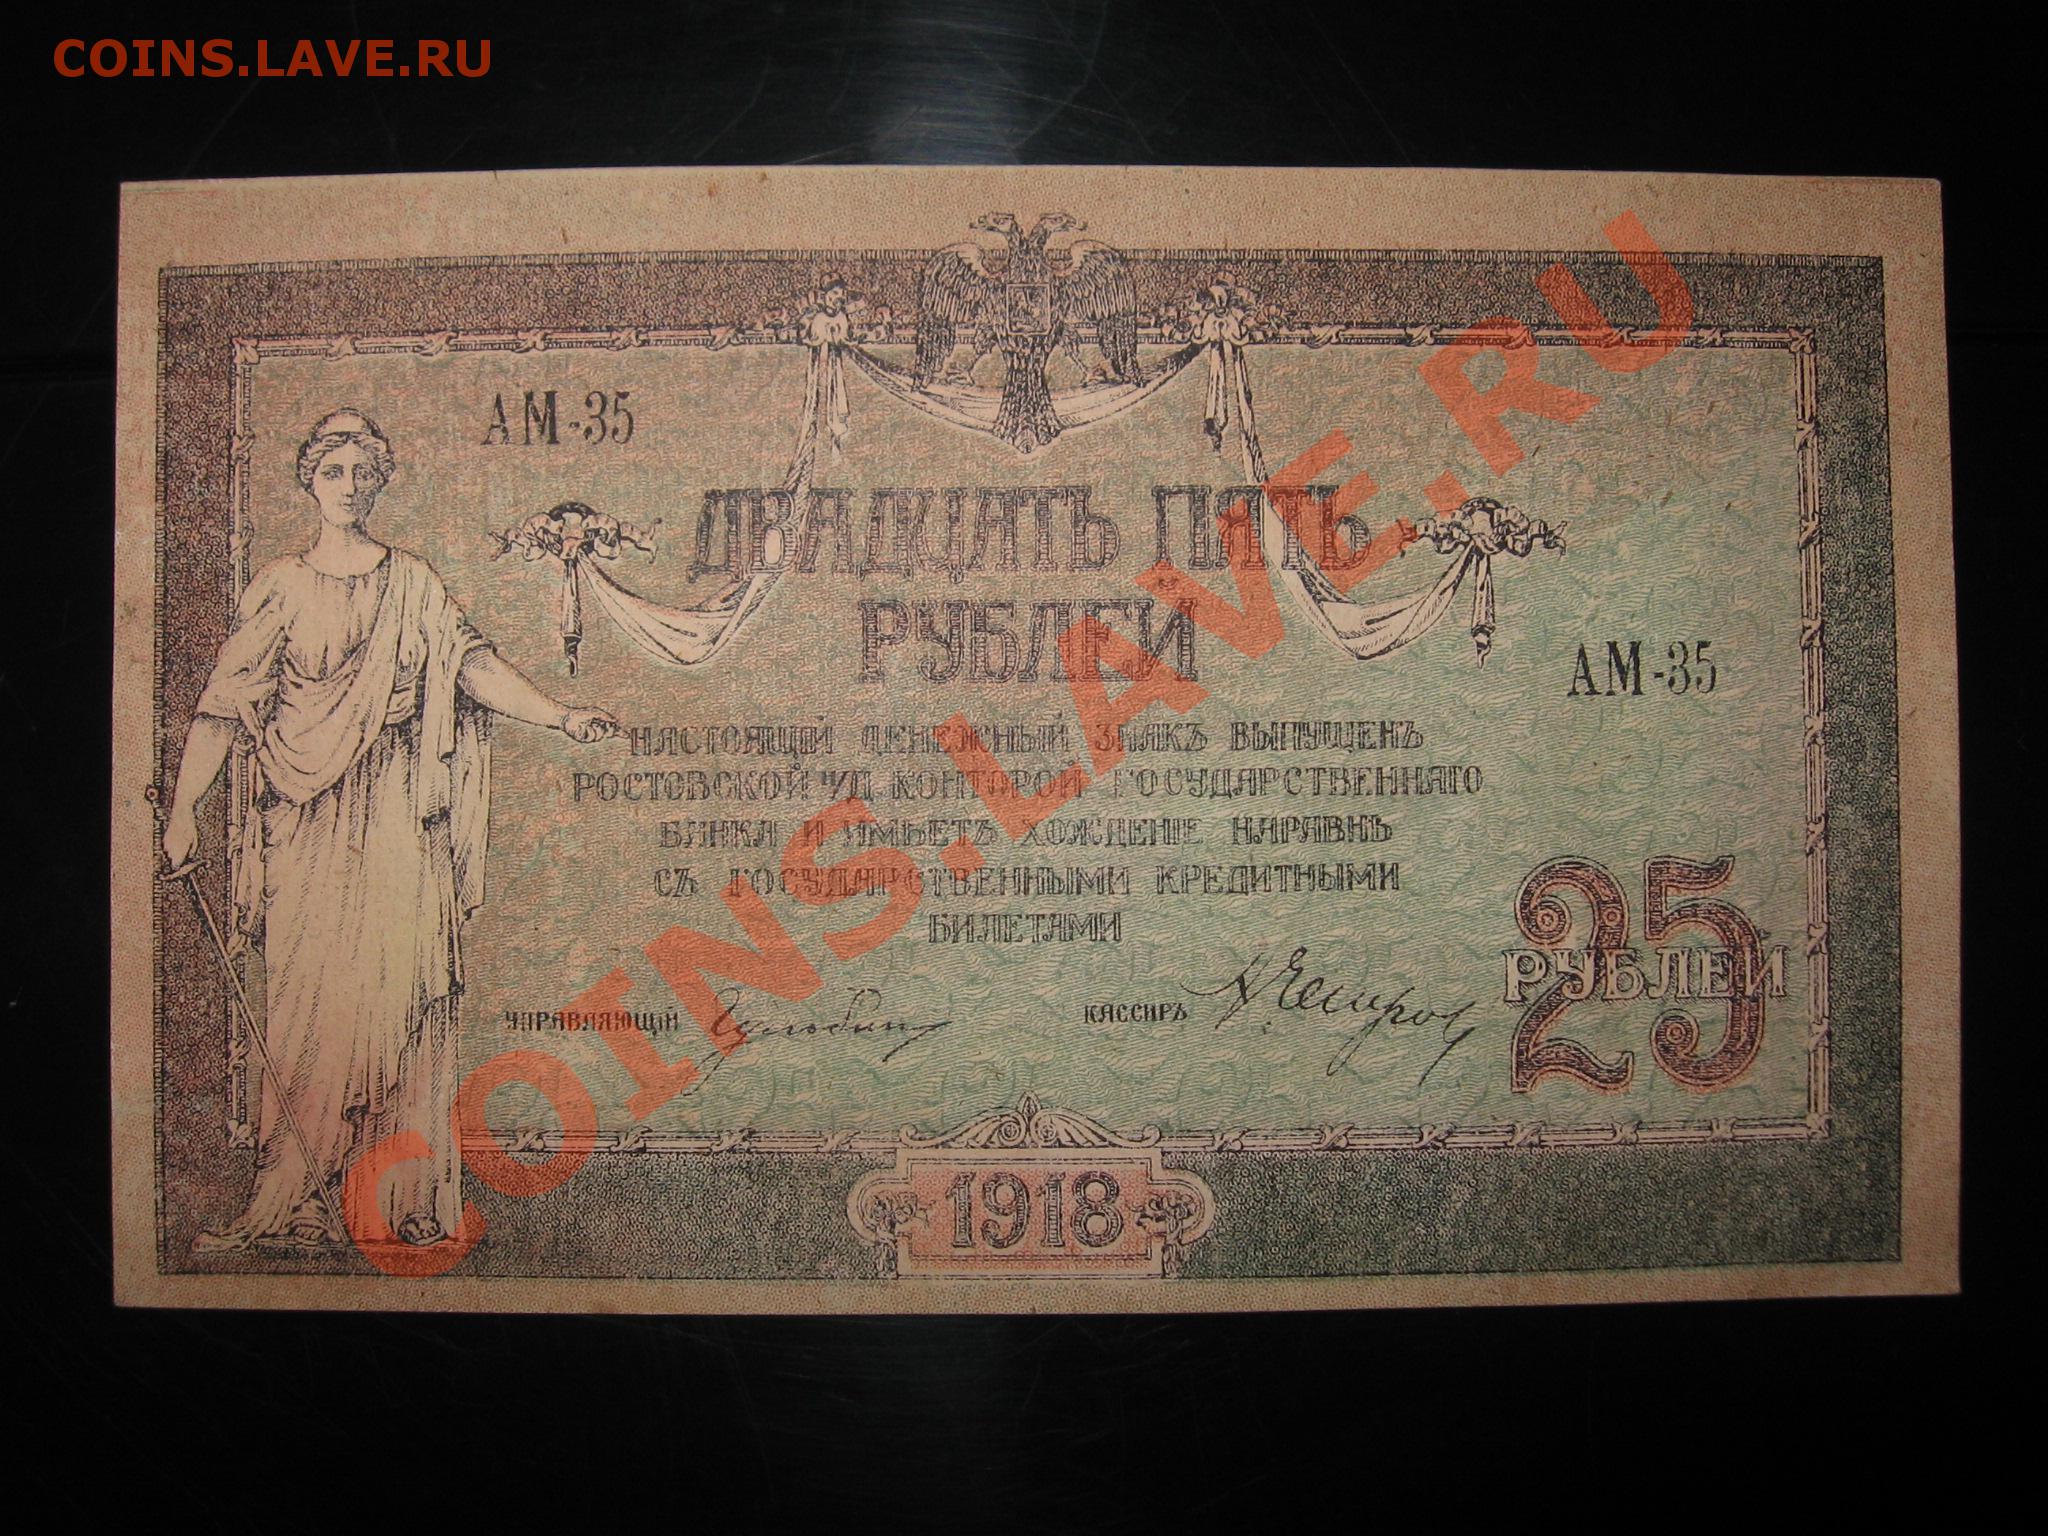 COINS.LAVE.RU
АМ-35
ДВАДЦАТЬ ПЯТЬ
РУБЛЕЙ
АМ-35
НАСТОЯЩІЙ ДЕНЕЖНЫЙ ЗНАКЪ ВЫПУЩЕНЪ
РОСТОВСКОЙ Н/Д. КОНТОРОЙ ГОСУДАРСТВЕННАГО
БАНКА И ИМѢЕТЪ ХОЖДЕНІЕ НАРАВНѢ
СЪ ГОСУДАРСТВЕННЫМИ КРЕДИТНЫМИ
БИЛЕТАМИ
УПРАВЛЯЮЩІЙ
КАССИРЪ
25
РУБЛЕЙ
1918
COINS.LAVE.RU